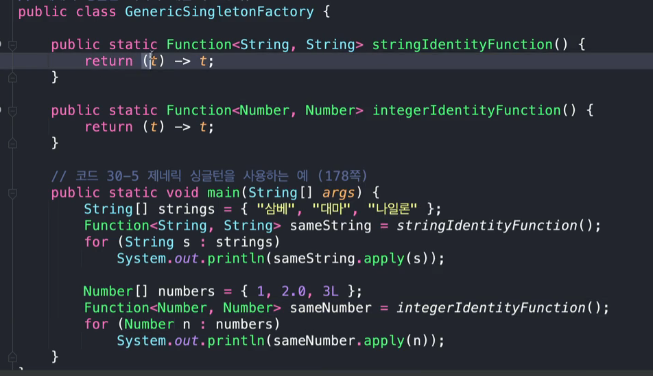 public class GenericSingletonFactory {
public static Function<String, String> stringIdentityFunction() {
return (t) -> t;
}
public static Function<Number, Number> integerIdentityFunction() {
return (t) -> t;
}
// 코드 30-5 제네릭 싱글턴을 사용하는 예 (178쪽)
public static void main(String[] args) {
String[] strings = { "삼베", "대마", "나일론" };
Function<String, String> sameString = stringIdentityFunction();
for (String s : strings)
System.out.println(sameString.apply(s));
Number[] numbers = { 1, 2.0, 3L };
Function<Number, Number> sameNumber = integerIdentityFunction();
for (Number n : numbers)
System.out.println(sameNumber.apply(n));
}